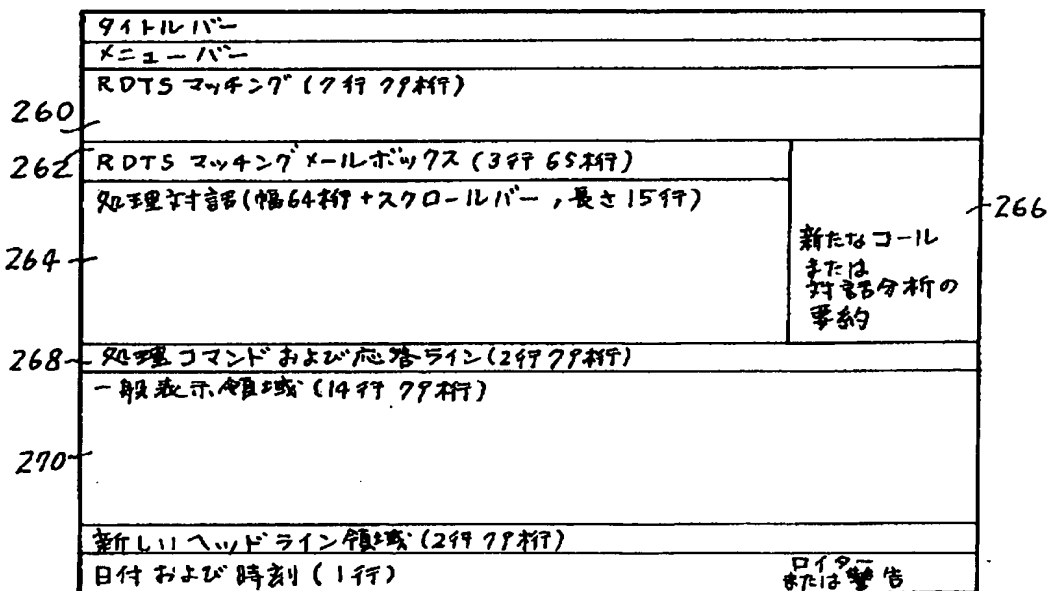 タイトルバー
メニューバー
RDTS マッチング (7行 79桁)
260
262
RDTS マッチングメールボックス (3行 65桁)
処理対話 (幅64桁+スクロールバー, 長さ15行)
266
新たなコール
または
対話分析の
要約
264
268
処理コマンドおよび応答ライン (2行 79桁)
一般表示領域 (14行 79桁)
270
新しいヘッドライン領域 (2行 79桁)
日付および時刻 (1行)
ロイター
または警告